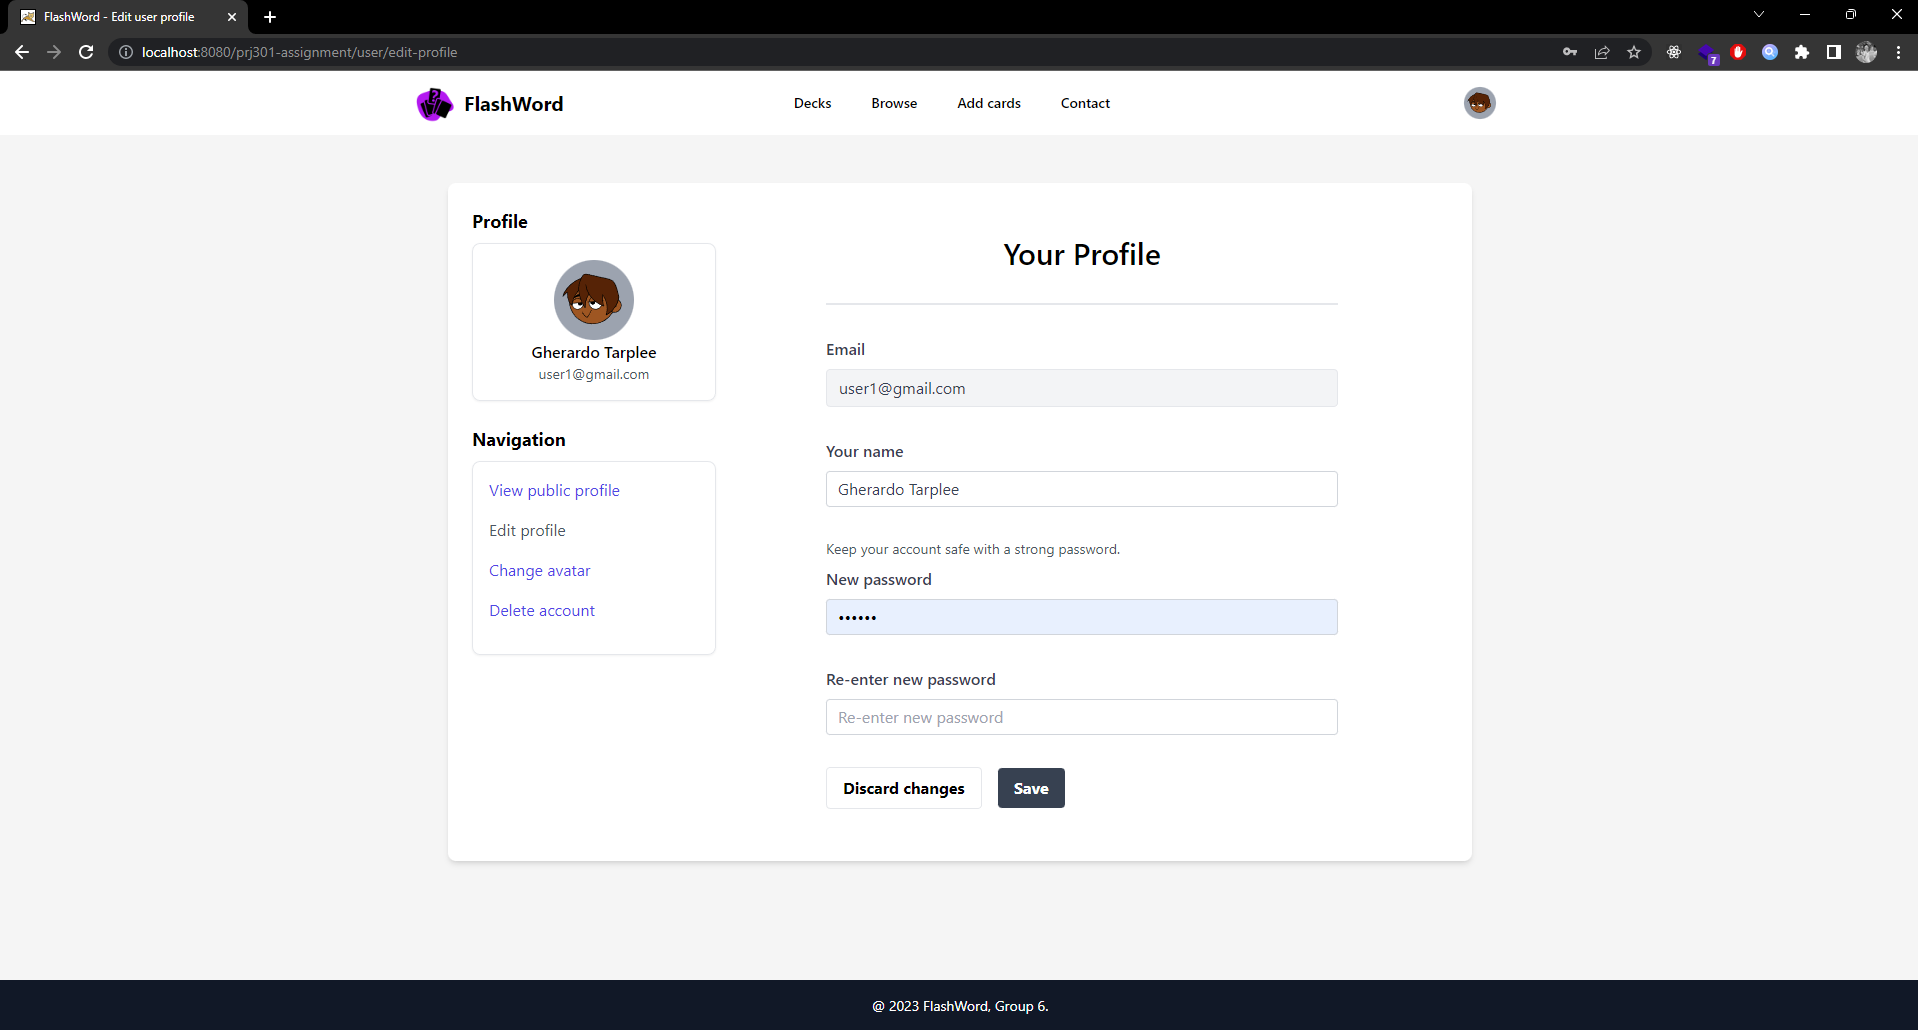 FlashWord - Edit user profile
localhost:8080/prj301-assignment/user/edit-profile
7
FlashWord
Decks Browse Add cards Contact
Profile
Gherardo Tarplee
user1@gmail.com
Navigation
View public profile
Edit profile
Change avatar
Delete account
Your Profile
Email
user1@gmail.com
Your name
Gherardo Tarplee
Keep your account safe with a strong password.
New password
••••••
Re-enter new password
Re-enter new password
Discard changes Save
@ 2023 FlashWord, Group 6.